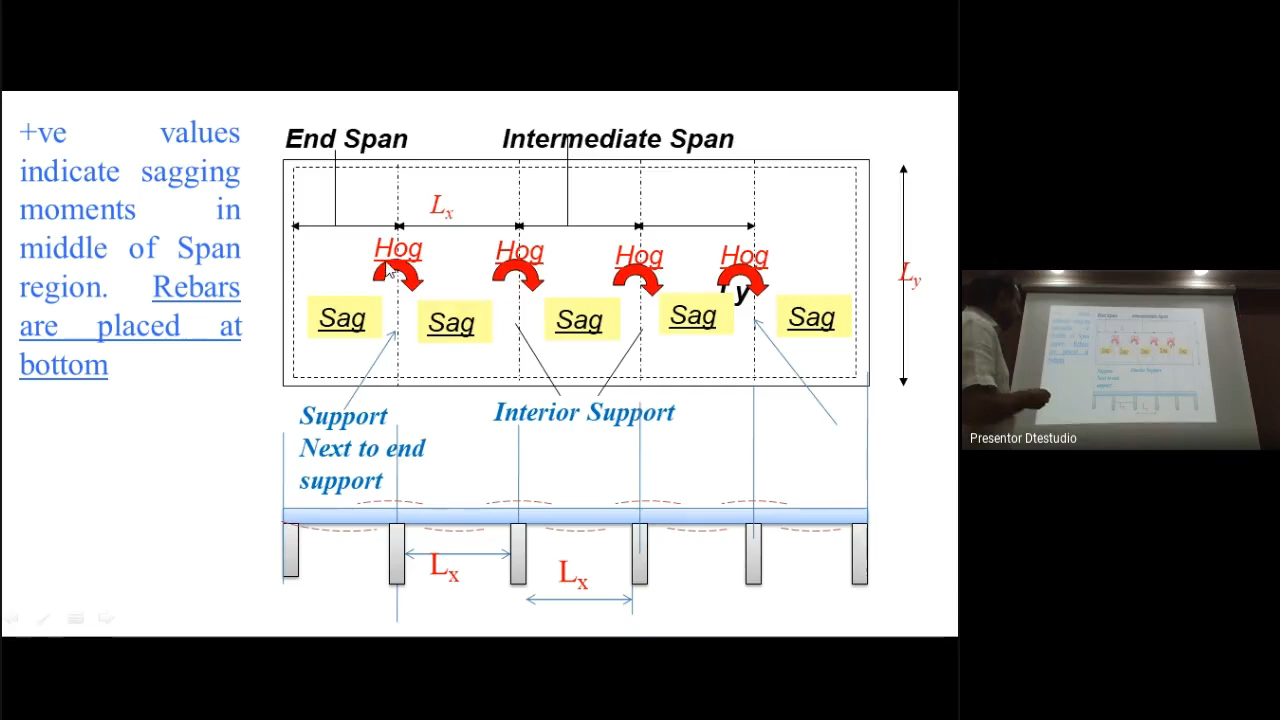 +ve values
indicate sagging
moments in
middle of Span
region. Rebars
are placed at
bottom
End Span
Intermediate Span
Lx
Hog
Hog
Hog
Hog
Ly
Sag
Sag
Sag
Sag
Sag
Ly
Support
Next to end
support
Interior Support
Lx
Lx
Presentor Dtestudio